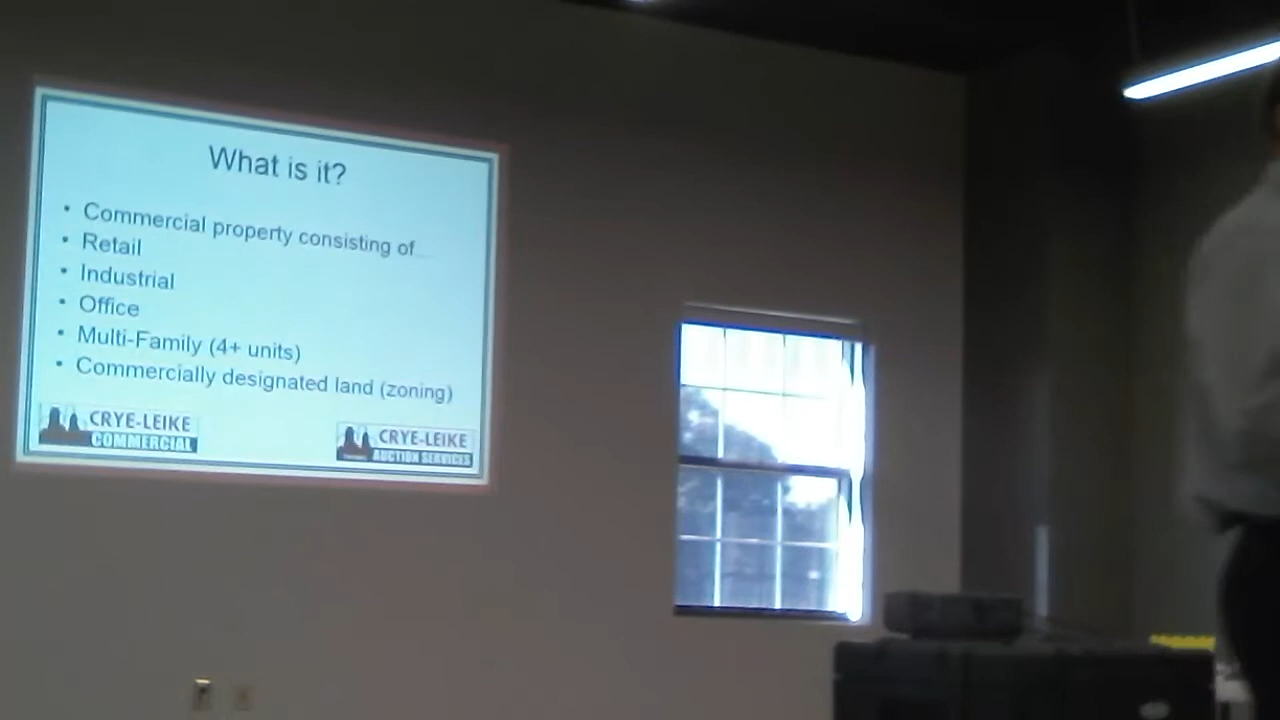 What is it?
• Commercial property consisting of...
• Retail
• Industrial
• Office
• Multi-Family (4+ units)
• Commercially designated land (zoning)
CRYE-LEIKE
COMMERCIAL
CRYE-LEIKE
AUCTION SERVICES